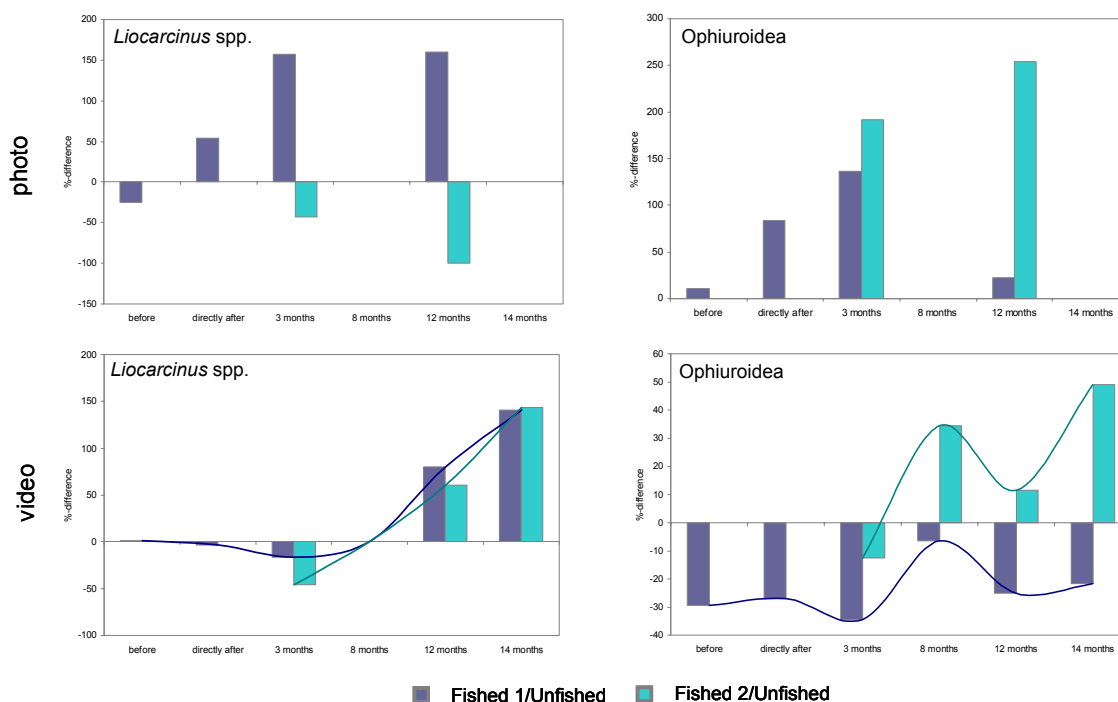 photo
Liocarcinus spp.
%-difference
200
150
100
50
0
-50
-100
-150
before directly after 3 months 8 months 12 months 14 months
Ophiuroidea
%-difference
300
250
200
150
100
50
0
before directly after 3 months 8 months 12 months 14 months
video
Liocarcinus spp.
%-difference
200
150
100
50
0
-50
-100
before directly after 3 months 8 months 12 months 14 months
Ophiuroidea
%-difference
60
50
40
30
20
10
0
-10
-20
-30
-40
before directly after 3 months 8 months 12 months 14 months
Fished 1/Unfished Fished 2/Unfished